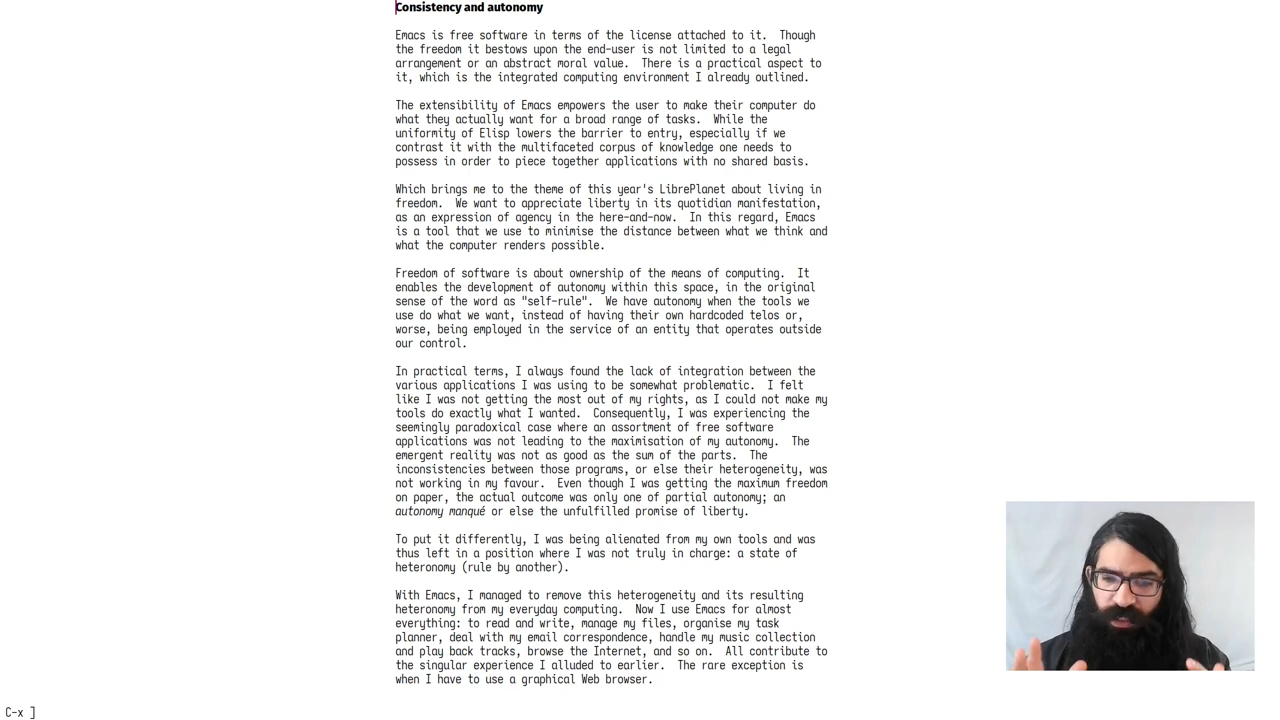 Consistency and autonomy
Emacs is free software in terms of the license attached to it.  Though
the freedom it bestows upon the end-user is not limited to a legal
arrangement or an abstract moral value.  There is a practical aspect to
it, which is the integrated computing environment I already outlined.
The extensibility of Emacs empowers the user to make their computer do
what they actually want for a broad range of tasks.  While the
uniformity of Elisp lowers the barrier to entry, especially if we
contrast it with the multifaceted corpus of knowledge one needs to
possess in order to piece together applications with no shared basis.
Which brings me to the theme of this year's LibrePlanet about living in
freedom.  We want to appreciate liberty in its quotidian manifestation,
as an expression of agency in the here-and-now.  In this regard, Emacs
is a tool that we use to minimise the distance between what we think and
what the computer renders possible.
Freedom of software is about ownership of the means of computing.  It
enables the development of autonomy within this space, in the original
sense of the word as "self-rule".  We have autonomy when the tools we
use do what we want, instead of having their own hardcoded telos or,
worse, being employed in the service of an entity that operates outside
our control.
In practical terms, I always found the lack of integration between the
various applications I was using to be somewhat problematic.  I felt
like I was not getting the most out of my rights, as I could not make my
tools do exactly what I wanted.  Consequently, I was experiencing the
seemingly paradoxical case where an assortment of free software
applications was not leading to the maximisation of my autonomy.  The
emergent reality was not as good as the sum of the parts.  The
inconsistencies between those programs, or else their heterogeneity, was
not working in my favour.  Even though I was getting the maximum freedom
on paper, the actual outcome was only one of partial autonomy; an
autonomy manqué or else the unfulfilled promise of liberty.
To put it differently, I was being alienated from my own tools and was
thus left in a position where I was not truly in charge: a state of
heteronomy (rule by another).
With Emacs, I managed to remove this heterogeneity and its resulting
heteronomy from my everyday computing.  Now I use Emacs for almost
everything: to read and write, manage my files, organise my task
planner, deal with my email correspondence, handle my music collection
and play back tracks, browse the Internet, and so on.  All contribute to
the singular experience I alluded to earlier.  The rare exception is
when I have to use a graphical Web browser.
C-x ]